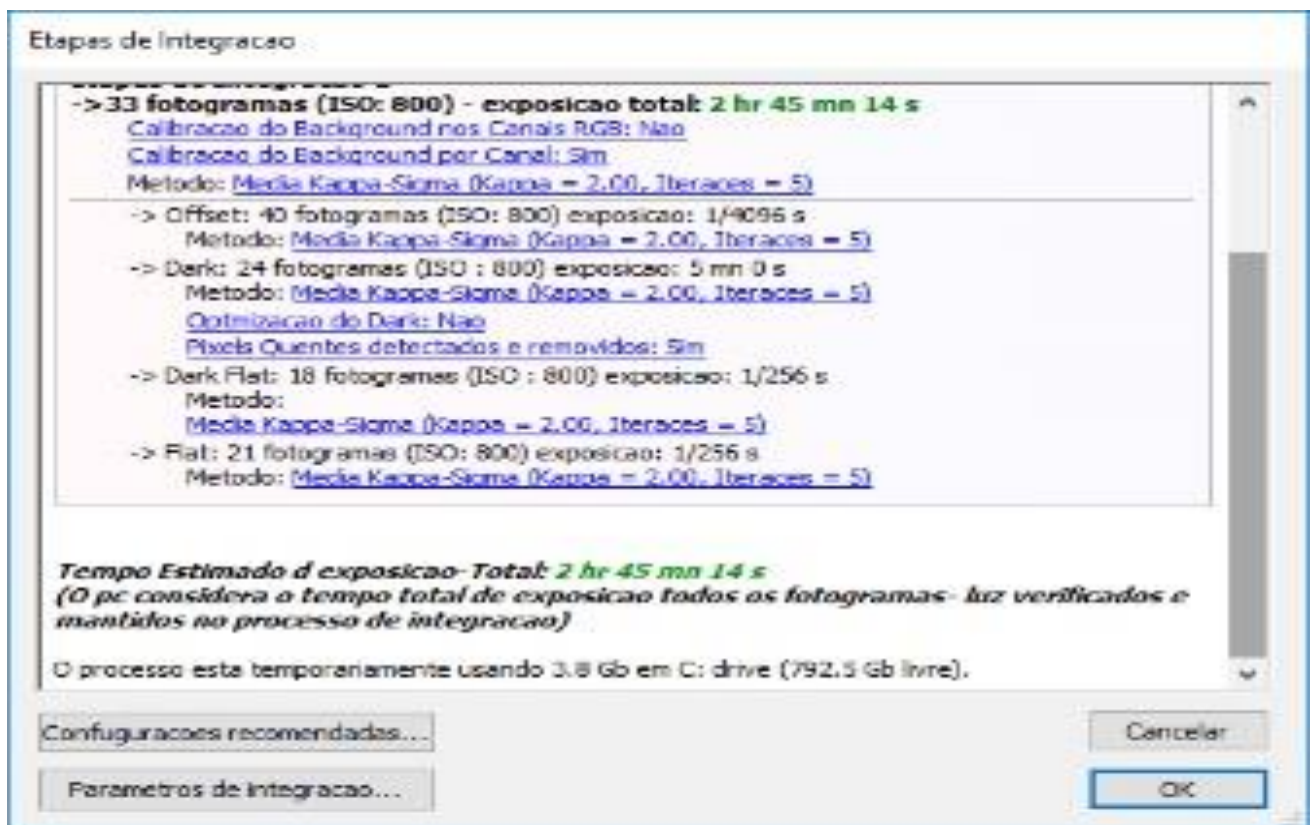 Etapas de Integracao
->33 fotogramas (ISO: 800) - exposicao total: 2 hr 45 mn 14 s
Calibracao do Background nos Canais RGB: Nao
Calibracao do Background por Canal: Sim
Metodo: Media Kappa-Sigma (Kappa = 2.00, Iteraces = 5)
-> Offset: 40 fotogramas (ISO: 800) exposicao: 1/4096 s
Metodo: Media Kappa-Sigma (Kappa = 2.00, Iteraces = 5)
-> Dark: 24 fotogramas (ISO : 800) exposicao: 5 mn 0 s
Metodo: Media Kappa-Sigma (Kappa = 2.00, Iteraces = 5)
Optmizacao do Dark: Nao
Pixels Quentes detectados e removidos: Sim
-> Dark Flat: 18 fotogramas (ISO : 800) exposicao: 1/256 s
Metodo:
Media Kappa-Sigma (Kappa = 2.00, Iteraces = 5)
-> Flat: 21 fotogramas (ISO: 800) exposicao: 1/256 s
Metodo: Media Kappa-Sigma (Kappa = 2.00, Iteraces = 5)
Tempo Estimado d exposicao-Total: 2 hr 45 mn 14 s
(O pc considera o tempo total de exposicao todos os fotogramas- luz verificados e
mantidos no processo de integracao)
O processo esta temporariamente usando 3.8 Gb em C: drive (792.5 Gb livre).
Confuguracoes recomendadas...
Cancelar
Parametros de integracao...
OK